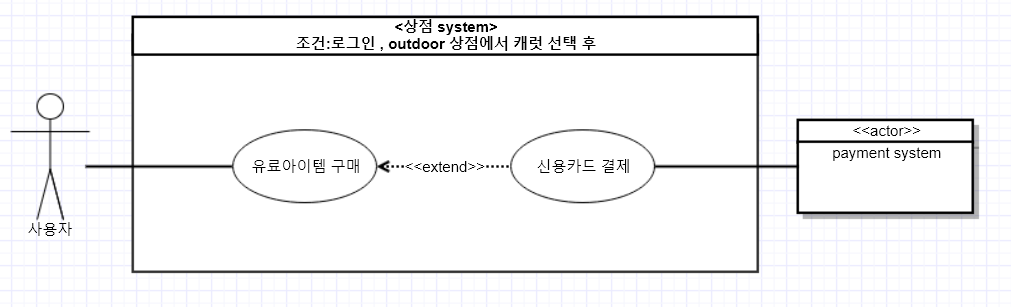 <상점 system>
조건:로그인 , outdoor 상점에서 캐럿 선택 후
사용자
유료아이템 구매
<<extend>>
신용카드 결제
<<actor>>
payment system